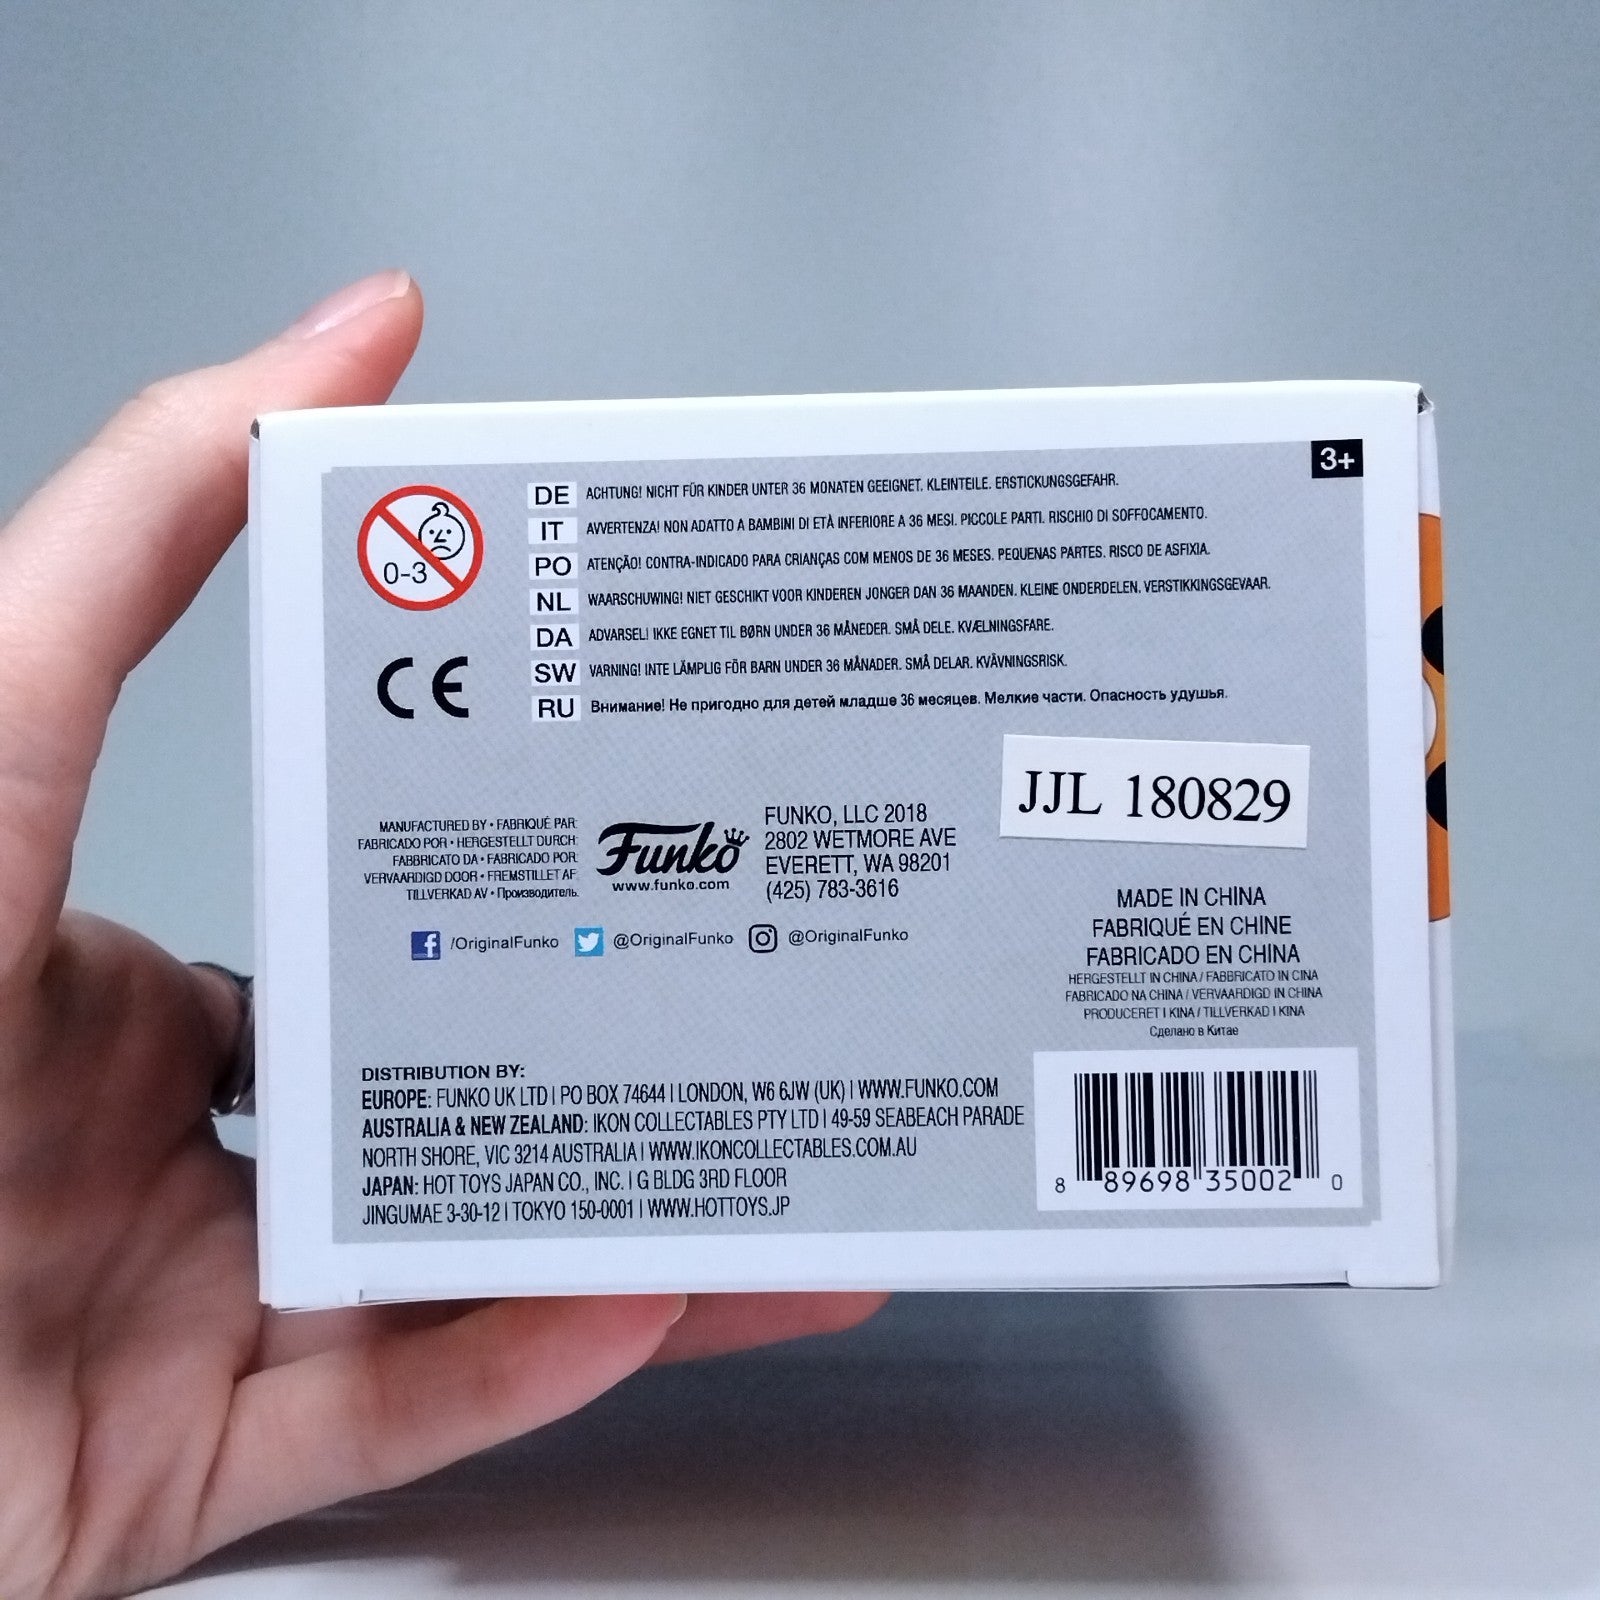 3+
0-3
CE
DE ACHTUNG! NICHT FÜR KINDER UNTER 36 MONATEN GEEIGNET. KLEINTEILE. ERSTICKUNGSGEFAHR.
IT AVVERTENZA! NON ADATTO A BAMBINI DI ETÀ INFERIORE A 36 MESI. PICCOLE PARTI. RISCHIO DI SOFFOCAMENTO.
PO ATENÇÃO! CONTRA-INDICADO PARA CRIANÇAS COM MENOS DE 36 MESES. PEQUENAS PARTES. RISCO DE ASFIXIA.
NL WAARSCHUWING! NIET GESCHIKT VOOR KINDEREN JONGER DAN 36 MAANDEN. KLEINE ONDERDELEN. VERSTIKKINGSGEVAAR.
DA ADVARSEL! IKKE EGNET TIL BØRN UNDER 36 MÅNEDER. SMÅ DELE. KVÆLNINGSFARE.
SW VARNING! INTE LÄMPLIG FÖR BARN UNDER 36 MÅNADER. SMÅ DELAR. KVÄVNINGSRISK.
RU Внимание! Не пригодно для детей младше 36 месяцев. Мелкие части. Опасность удушья.
JJL 180829
MANUFACTURED BY • FABRIQUÉ PAR:
FABRICADO POR • HERGESTELLT DURCH:
FABBRICATO DA • FABRICADO POR:
VERVAARDIGD DOOR • FREMSTILLET AF:
TILLVERKAD AV • Производитель:
Funko
www.funko.com
FUNKO, LLC 2018
2802 WETMORE AVE
EVERETT, WA 98201
(425) 783-3616
f /OriginalFunko @OriginalFunko @OriginalFunko
MADE IN CHINA
FABRIQUÉ EN CHINE
FABRICADO EN CHINA
HERGESTELLT IN CHINA / FABBRICATO IN CINA
FABRICADO NA CHINA / VERVAARDIGD IN CHINA
PRODUCERET I KINA / TILLVERKAD I KINA
Сделано в Китае
DISTRIBUTION BY:
EUROPE: FUNKO UK LTD | PO BOX 74644 | LONDON, W6 6JW (UK) | WWW.FUNKO.COM
AUSTRALIA & NEW ZEALAND: IKON COLLECTABLES PTY LTD | 49-59 SEABEACH PARADE
NORTH SHORE, VIC 3214 AUSTRALIA | WWW.IKONCOLLECTABLES.COM.AU
JAPAN: HOT TOYS JAPAN CO., INC. | G BLDG 3RD FLOOR
JINGUMAE 3-30-12 | TOKYO 150-0001 | WWW.HOTTOYS.JP
8 89698 35002 0